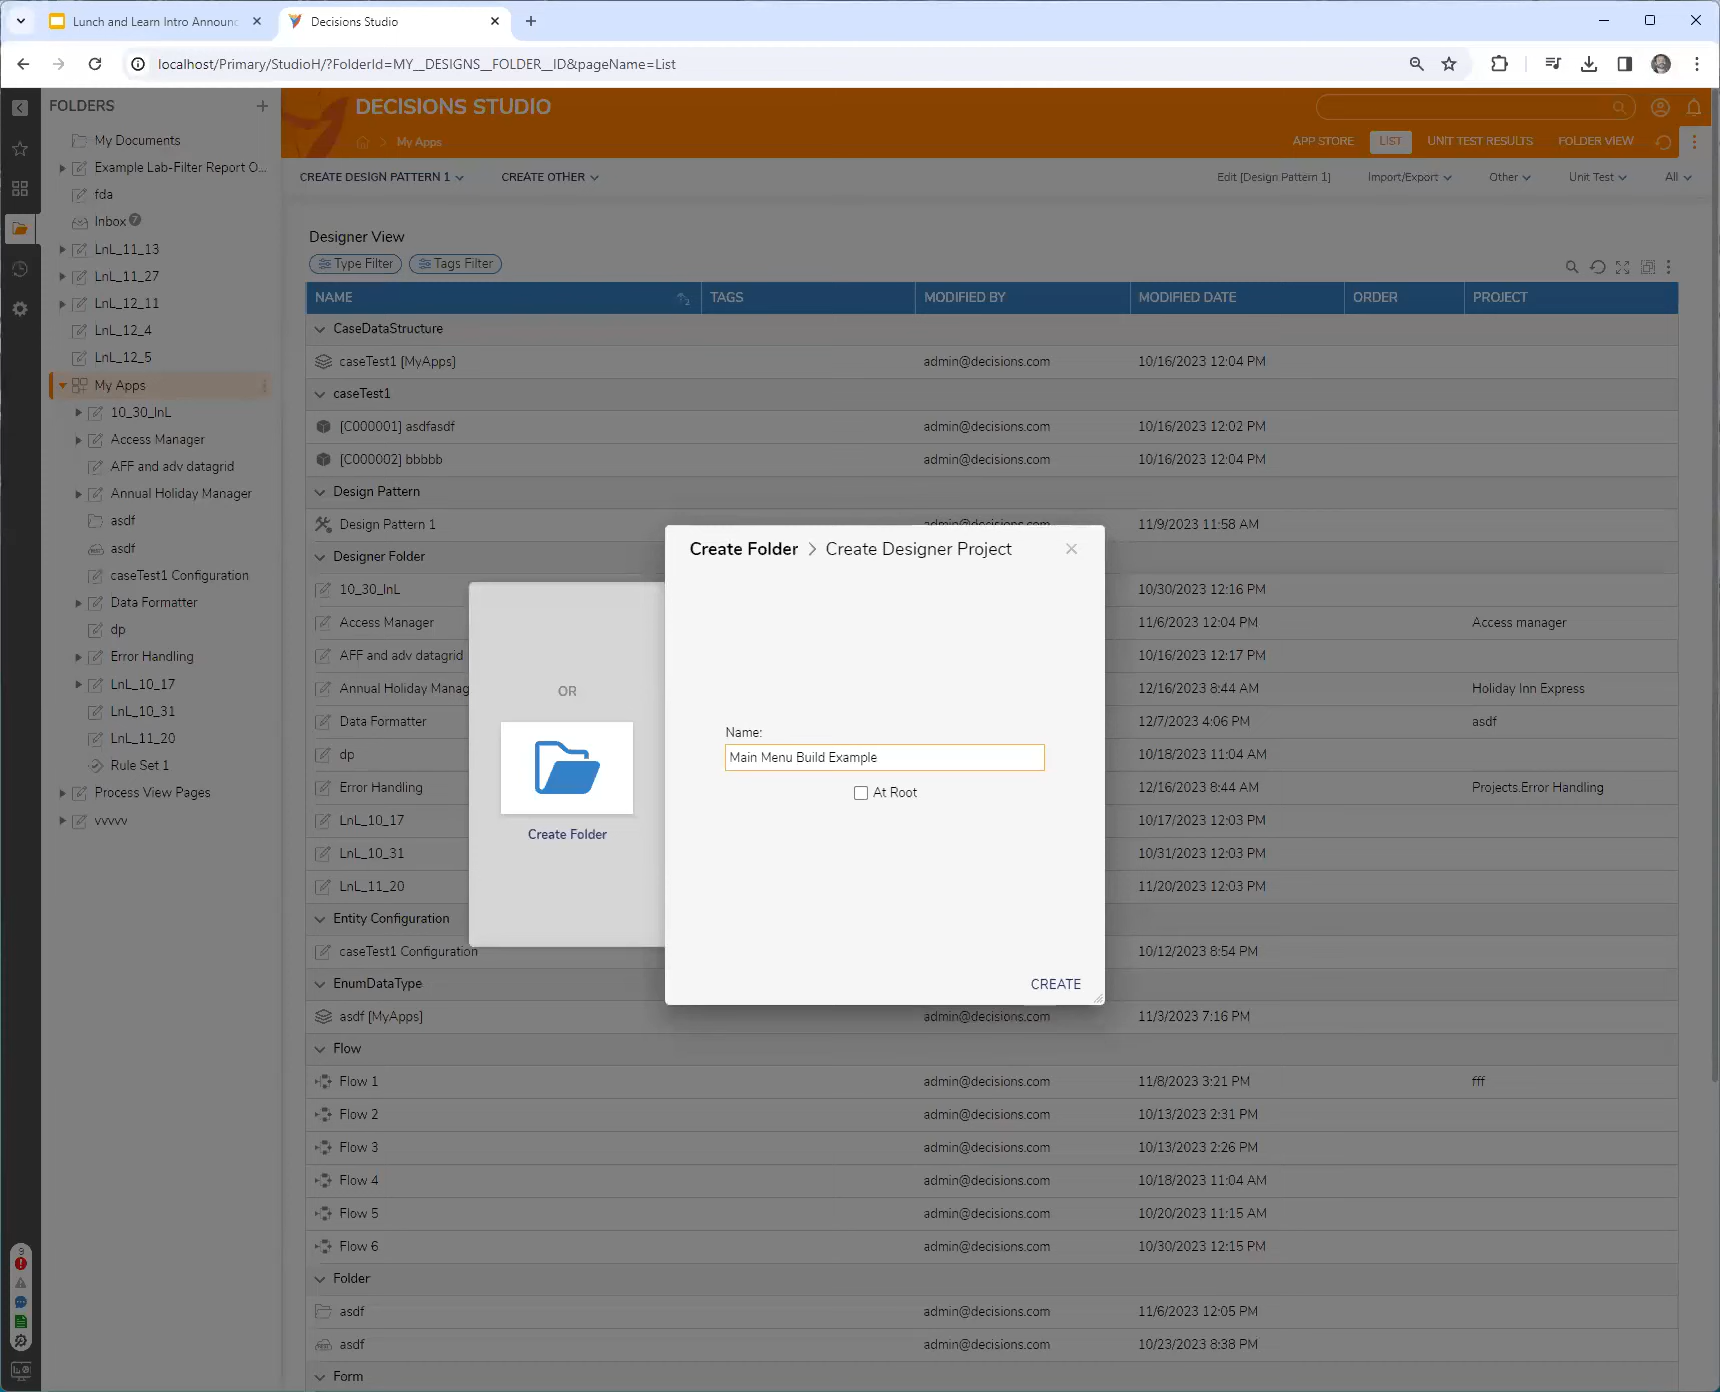 Lunch and Learn Intro Announc
Decisions Studio
localhost/Primary/StudioH/?FolderId=MY__DESIGNS__FOLDER__ID&pageName=List
FOLDERS
My Documents
Example Lab-Filter Report O...
fda
Inbox 7
LnL_11_13
LnL_11_27
LnL_12_11
LnL_12_4
LnL_12_5
My Apps
10_30_lnL
Access Manager
AFF and adv datagrid
Annual Holiday Manager
asdf
asdf
caseTest1 Configuration
Data Formatter
dp
Error Handling
LnL_10_17
LnL_10_31
LnL_11_20
Rule Set 1
Process View Pages
vvvvv
9
DECISIONS STUDIO
My Apps
APP STORE LIST UNIT TEST RESULTS FOLDER VIEW
CREATE DESIGN PATTERN 1 CREATE OTHER
Edit [Design Pattern 1] Import/Export Other Unit Test All
Designer View
Type Filter Tags Filter
NAME TAGS MODIFIED BY MODIFIED DATE ORDER PROJECT
CaseDataStructure
caseTest1 [MyApps] admin@decisions.com 10/16/2023 12:04 PM
caseTest1
[C000001] asdfasdf admin@decisions.com 10/16/2023 12:02 PM
[C000002] bbbbb admin@decisions.com 10/16/2023 12:04 PM
Design Pattern
Design Pattern 1 admin@decisions.com 11/9/2023 11:58 AM
Designer Folder
10_30_lnL 10/30/2023 12:16 PM
Access Manager 11/6/2023 12:04 PM Access manager
AFF and adv datagrid 10/16/2023 12:17 PM
Annual Holiday Manag 12/16/2023 8:44 AM Holiday Inn Express
Data Formatter 12/7/2023 4:06 PM asdf
dp 10/18/2023 11:04 AM
Error Handling 12/16/2023 8:44 AM Projects.Error Handling
LnL_10_17 10/17/2023 12:03 PM
LnL_10_31 10/31/2023 12:03 PM
LnL_11_20 11/20/2023 12:03 PM
Entity Configuration
caseTest1 Configuration 10/12/2023 8:54 PM
EnumDataType
asdf [MyApps] admin@decisions.com 11/3/2023 7:16 PM
Flow
Flow 1 admin@decisions.com 11/8/2023 3:21 PM fff
Flow 2 admin@decisions.com 10/13/2023 2:31 PM
Flow 3 admin@decisions.com 10/13/2023 2:26 PM
Flow 4 admin@decisions.com 10/18/2023 11:04 AM
Flow 5 admin@decisions.com 10/20/2023 11:15 AM
Flow 6 admin@decisions.com 10/30/2023 12:15 PM
Folder
asdf admin@decisions.com 11/6/2023 12:05 PM
asdf admin@decisions.com 10/23/2023 8:38 PM
Form
OR
Create Folder
Create Folder > Create Designer Project
Name:
Main Menu Build Example
At Root
CREATE